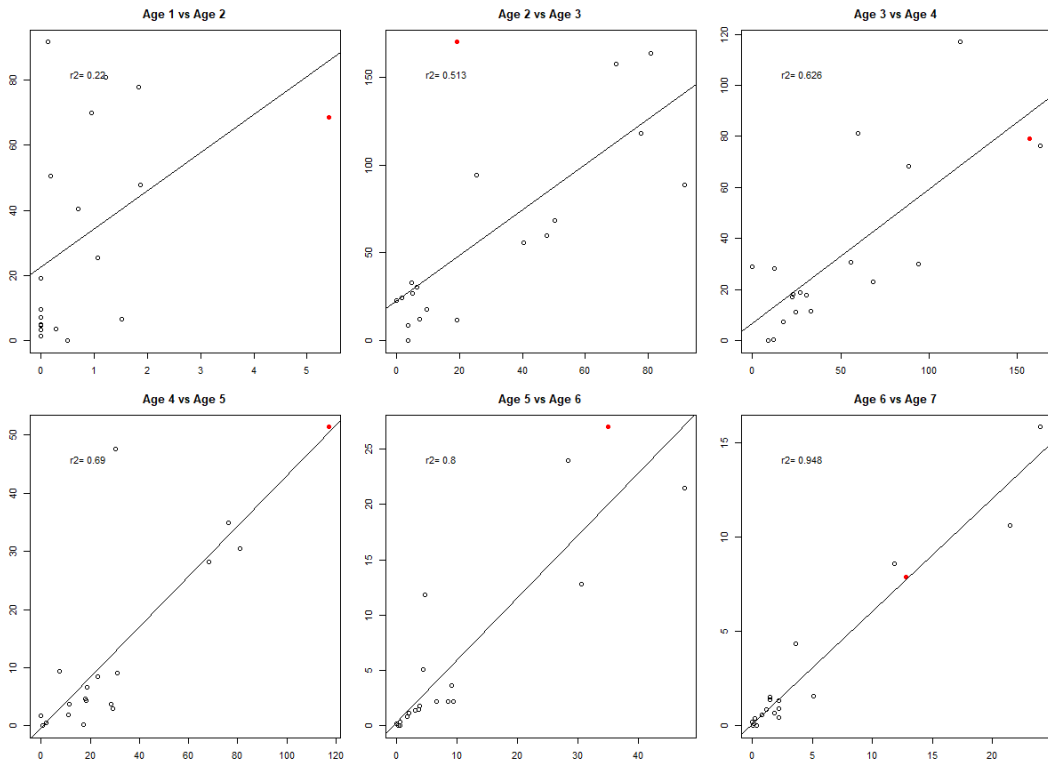 Age 1 vs Age 2
Age 2 vs Age 3
Age 3 vs Age 4
r2= 0.22
r2= 0.513
r2= 0.626
0 20 40 60 80
0 50 100 150
0 20 40 60 80 100 120
0 1 2 3 4 5
0 20 40 60 80
0 50 100 150
Age 4 vs Age 5
Age 5 vs Age 6
Age 6 vs Age 7
r2= 0.69
r2= 0.8
r2= 0.948
0 10 20 30 40 50
0 5 10 15 20 25
0 5 10 15
0 20 40 60 80 100 120
0 10 20 30 40
0 5 10 15 20